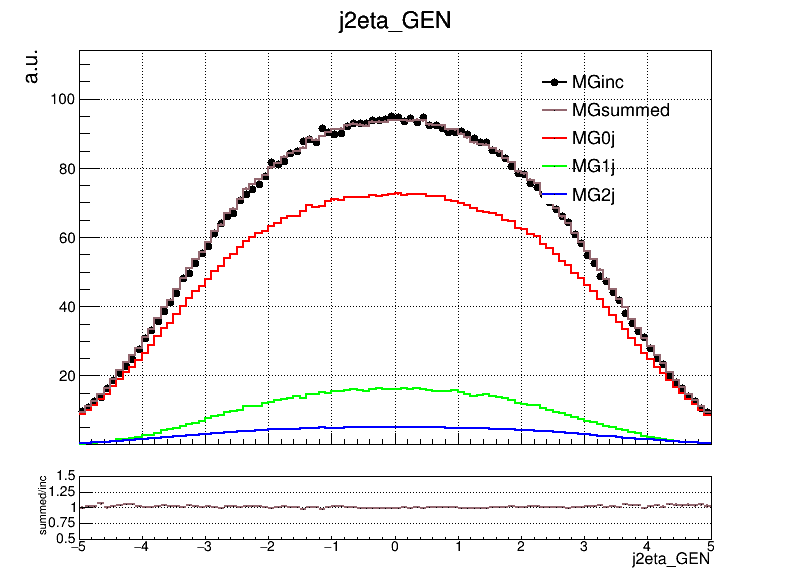 j2eta_GEN
a.u.
MGinc
MGsummed
MG0j
MG1j
MG2j
100
80
60
40
20
summed/inc
1.5
1.25
1
0.75
0.5
−5 −4 −3 −2 −1 0 1 2 3 4 5
j2eta_GEN